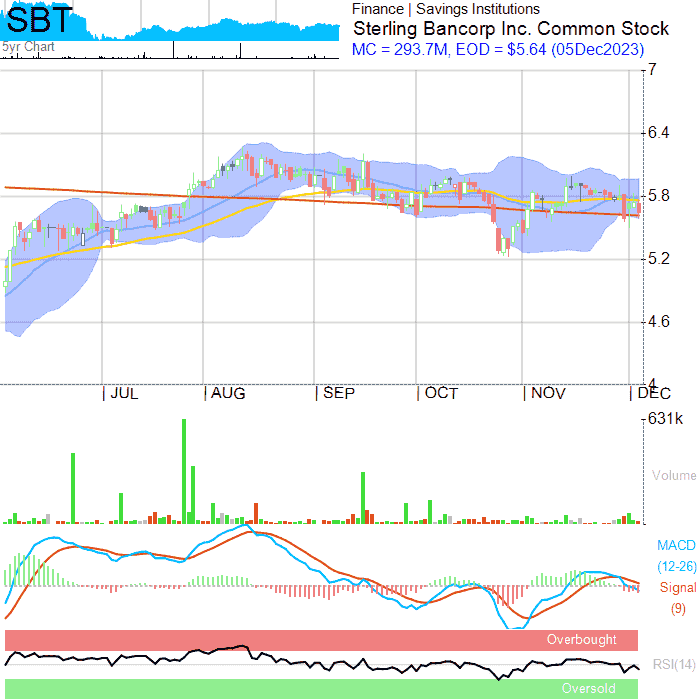 SBT
5yr Chart
Finance | Savings Institutions
Sterling Bancorp Inc. Common Stock
MC = 293.7M, EOD = $5.64 (05Dec2023)
7
6.4
5.8
5.2
4.6
4
JUL AUG SEP OCT NOV DEC
631k
Volume
MACD
(12-26)
Signal
(9)
Overbought
RSI(14)
Oversold